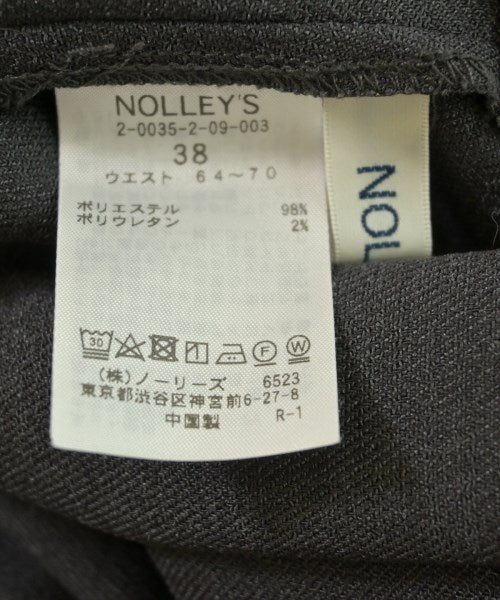 NOLLEY'S
2-0035-2-09-003
38
ウエスト 64～70
ポリエステル 98%
ポリウレタン 2%
30 F W
(株)ノーリーズ 6523
東京都渋谷区神宮前6-27-8
中国製 R-1
NOL